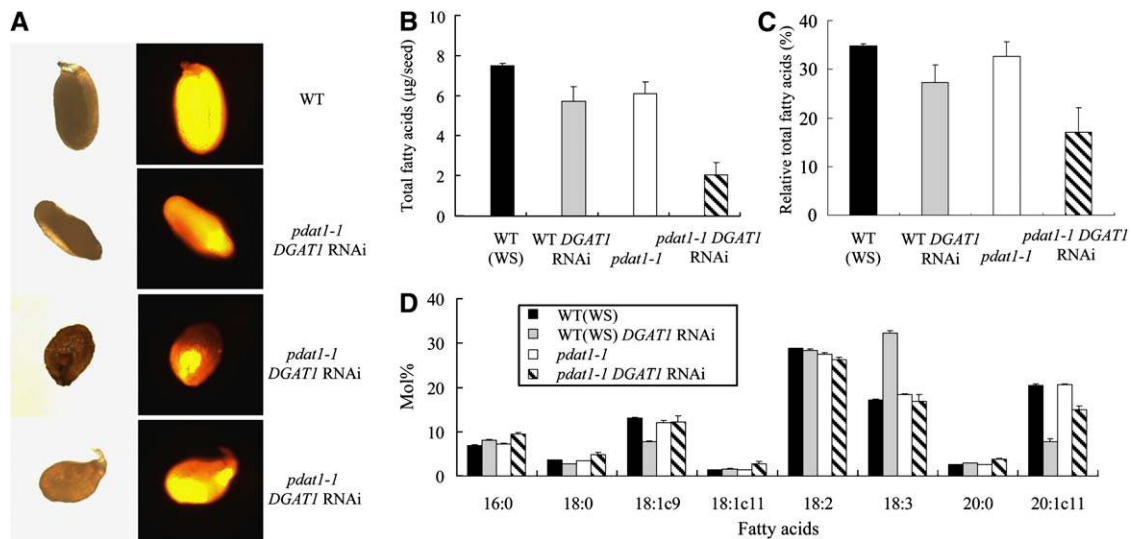 A
WT
pdat1-1
DGAT1 RNAi
pdat1-1
DGAT1 RNAi
pdat1-1
DGAT1 RNAi
B
Total fatty acids (µg/seed)
10
8
6
4
2
0
WT
(WS)
WT DGAT1
RNAi
pdat1-1
pdat1-1 DGAT1
RNAi
C
Relative total fatty acids (%)
40
30
20
10
0
WT
(WS)
WT DGAT1
RNAi
pdat1-1
pdat1-1 DGAT1
RNAi
D
Mol%
40
30
20
10
0
WT(WS)
WT(WS) DGAT1 RNAi
pdat1-1
pdat1-1 DGAT1 RNAi
16:0
18:0
18:1c9
18:1c11
18:2
18:3
20:0
20:1c11
Fatty acids